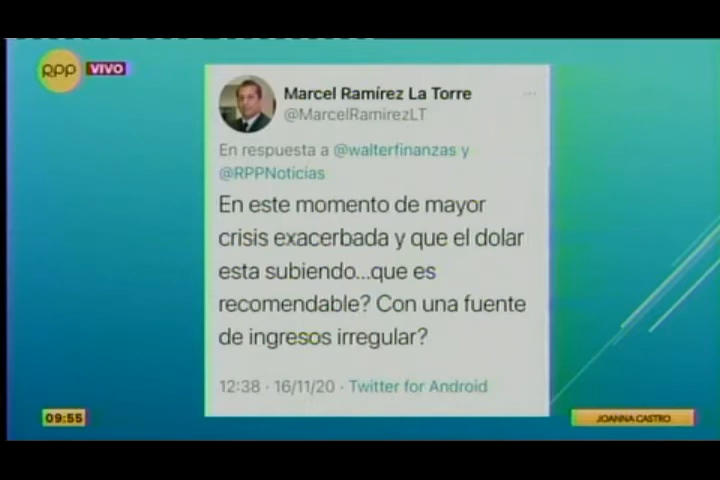 RPP VIVO
Marcel Ramírez La Torre
@MarcelRamirezLT
En respuesta a @walterfinanzas y
@RPPNoticias
En este momento de mayor
crisis exacerbada y que el dolar
esta subiendo...que es
recomendable? Con una fuente
de ingresos irregular?
12:38 · 16/11/20 · Twitter for Android
09:55
JOANNA CASTRO